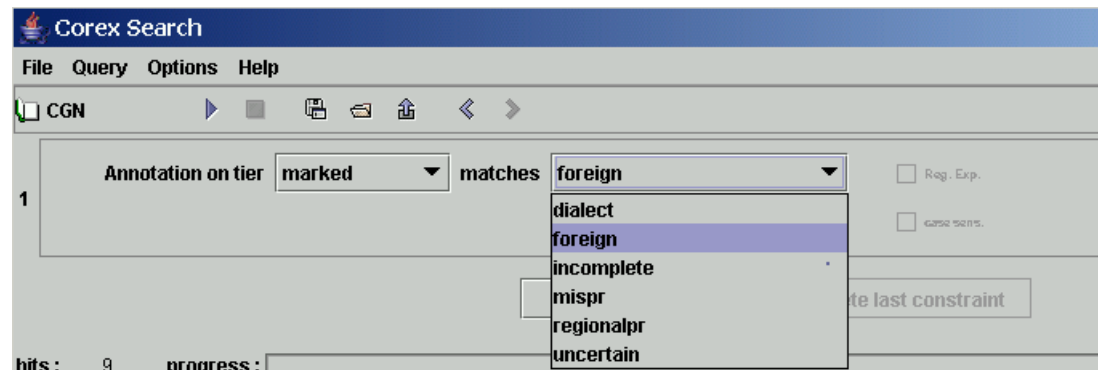 Corex Search
File Query Options Help
CGN
Annotation on tier marked matches foreign Reg. Exp.
1
case sens.
dialect
foreign
incomplete
mispr
regionalpr
uncertain
last constraint
hits : 9 progress :